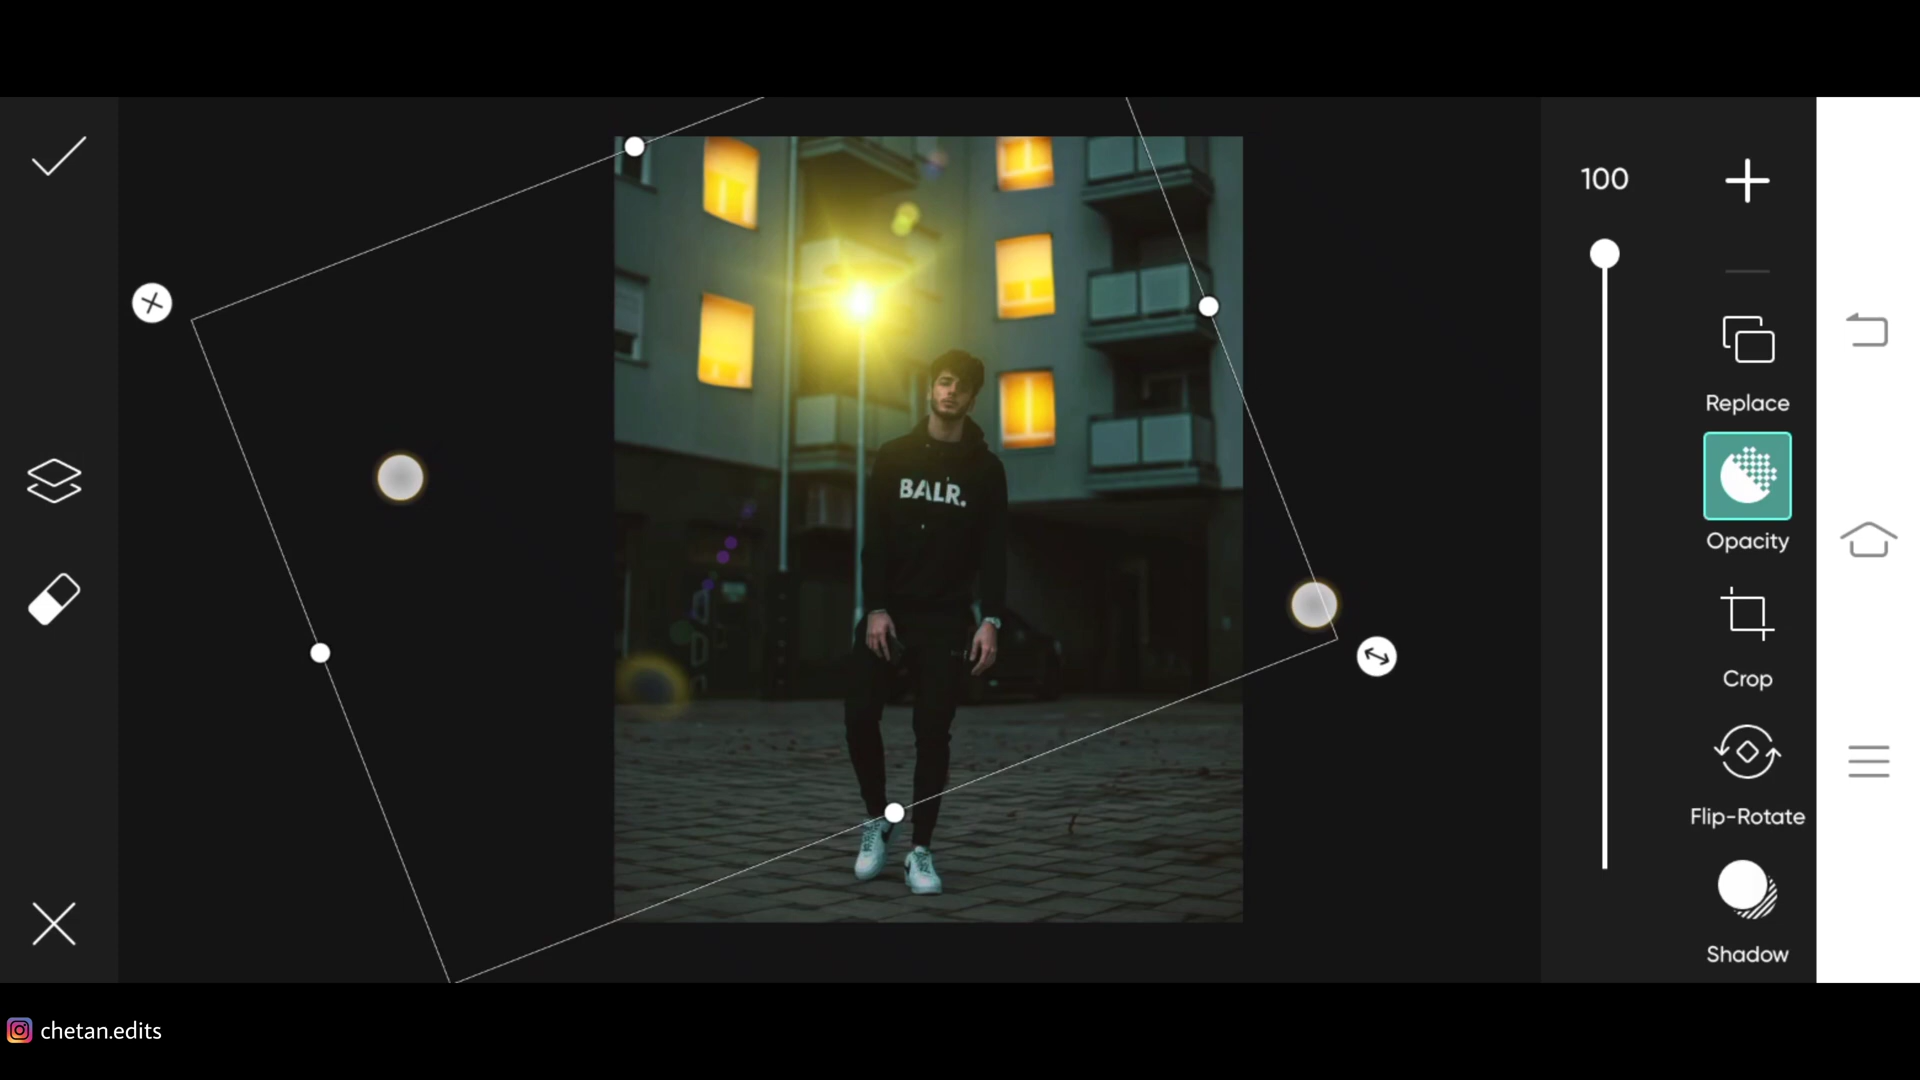 100
Replace
Opacity
Crop
Flip-Rotate
Shadow
BALR.
chetan.edits